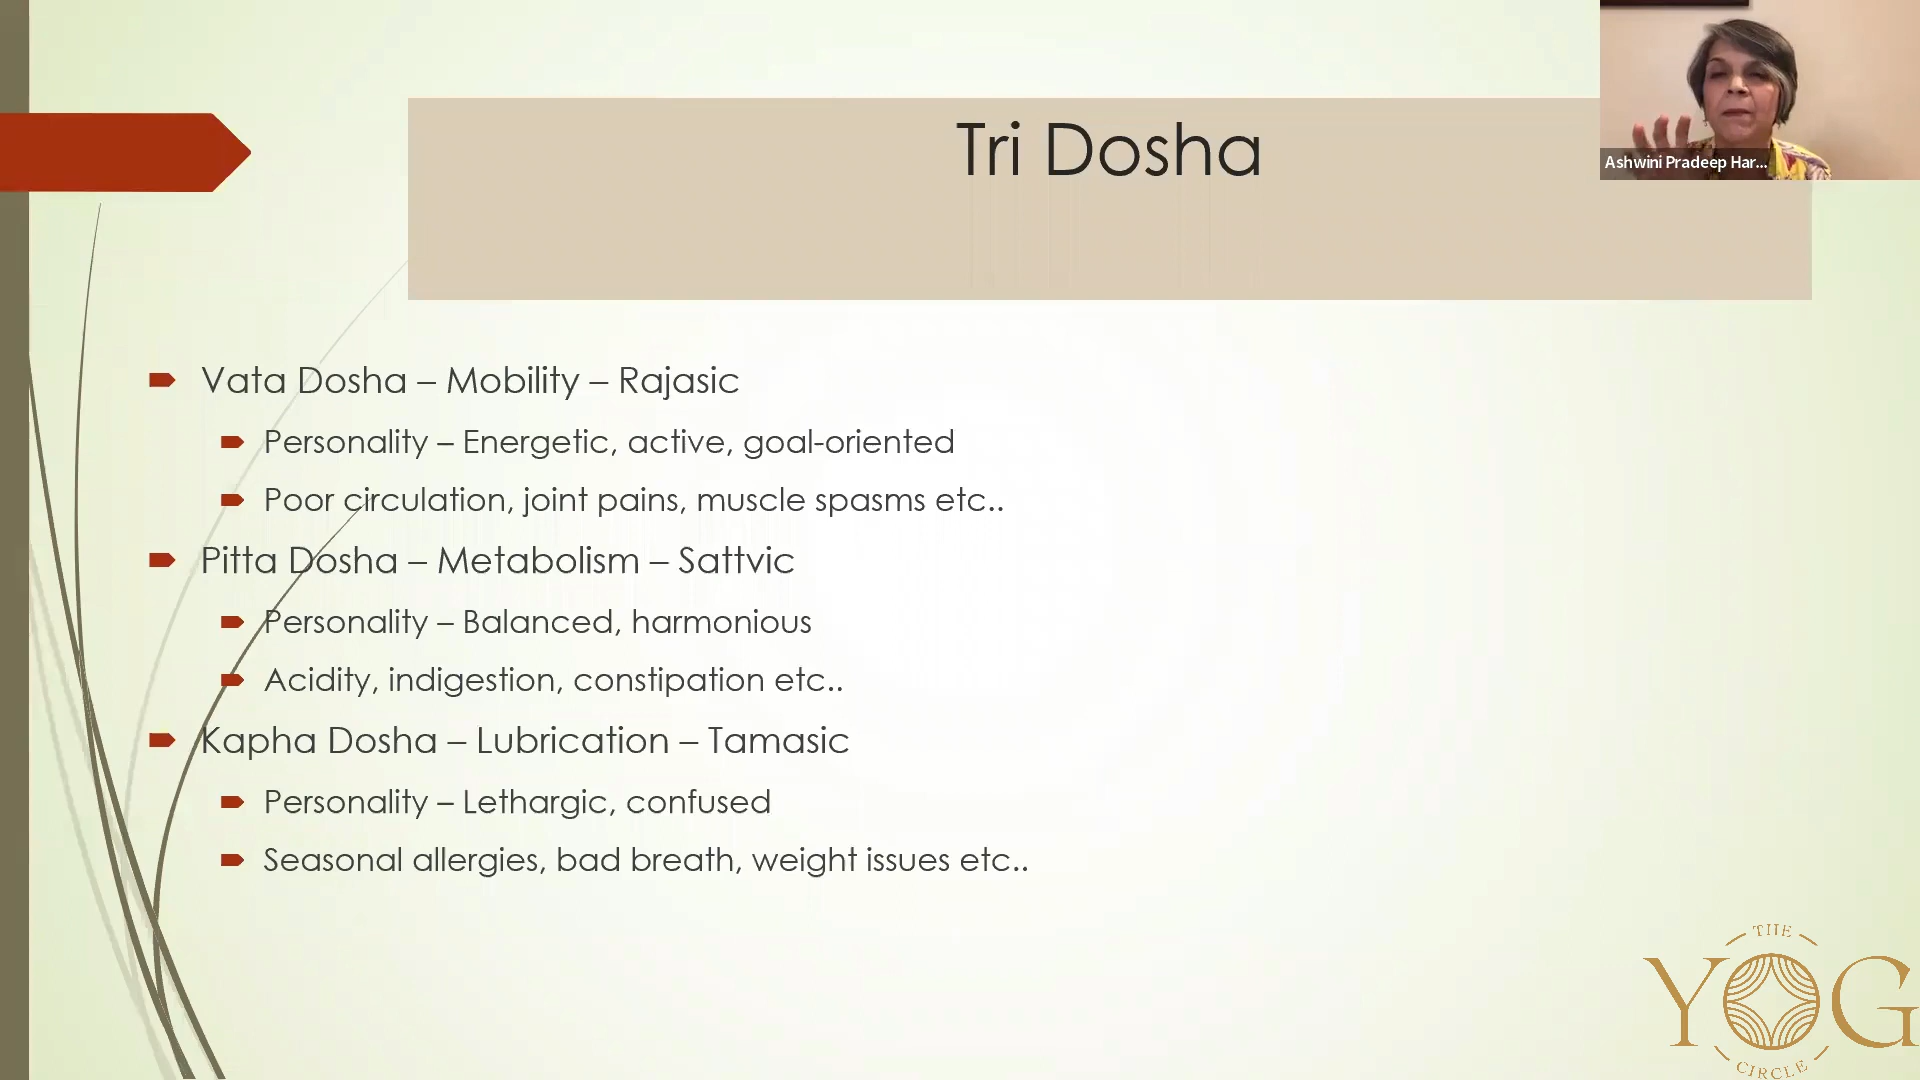 Tri Dosha
Ashwini Pradeep Har...
Vata Dosha – Mobility – Rajasic
Personality – Energetic, active, goal-oriented
Poor circulation, joint pains, muscle spasms etc..
Pitta Dosha – Metabolism – Sattvic
Personality – Balanced, harmonious
Acidity, indigestion, constipation etc..
Kapha Dosha – Lubrication – Tamasic
Personality – Lethargic, confused
Seasonal allergies, bad breath, weight issues etc..
THE
YOG
CIRCLE